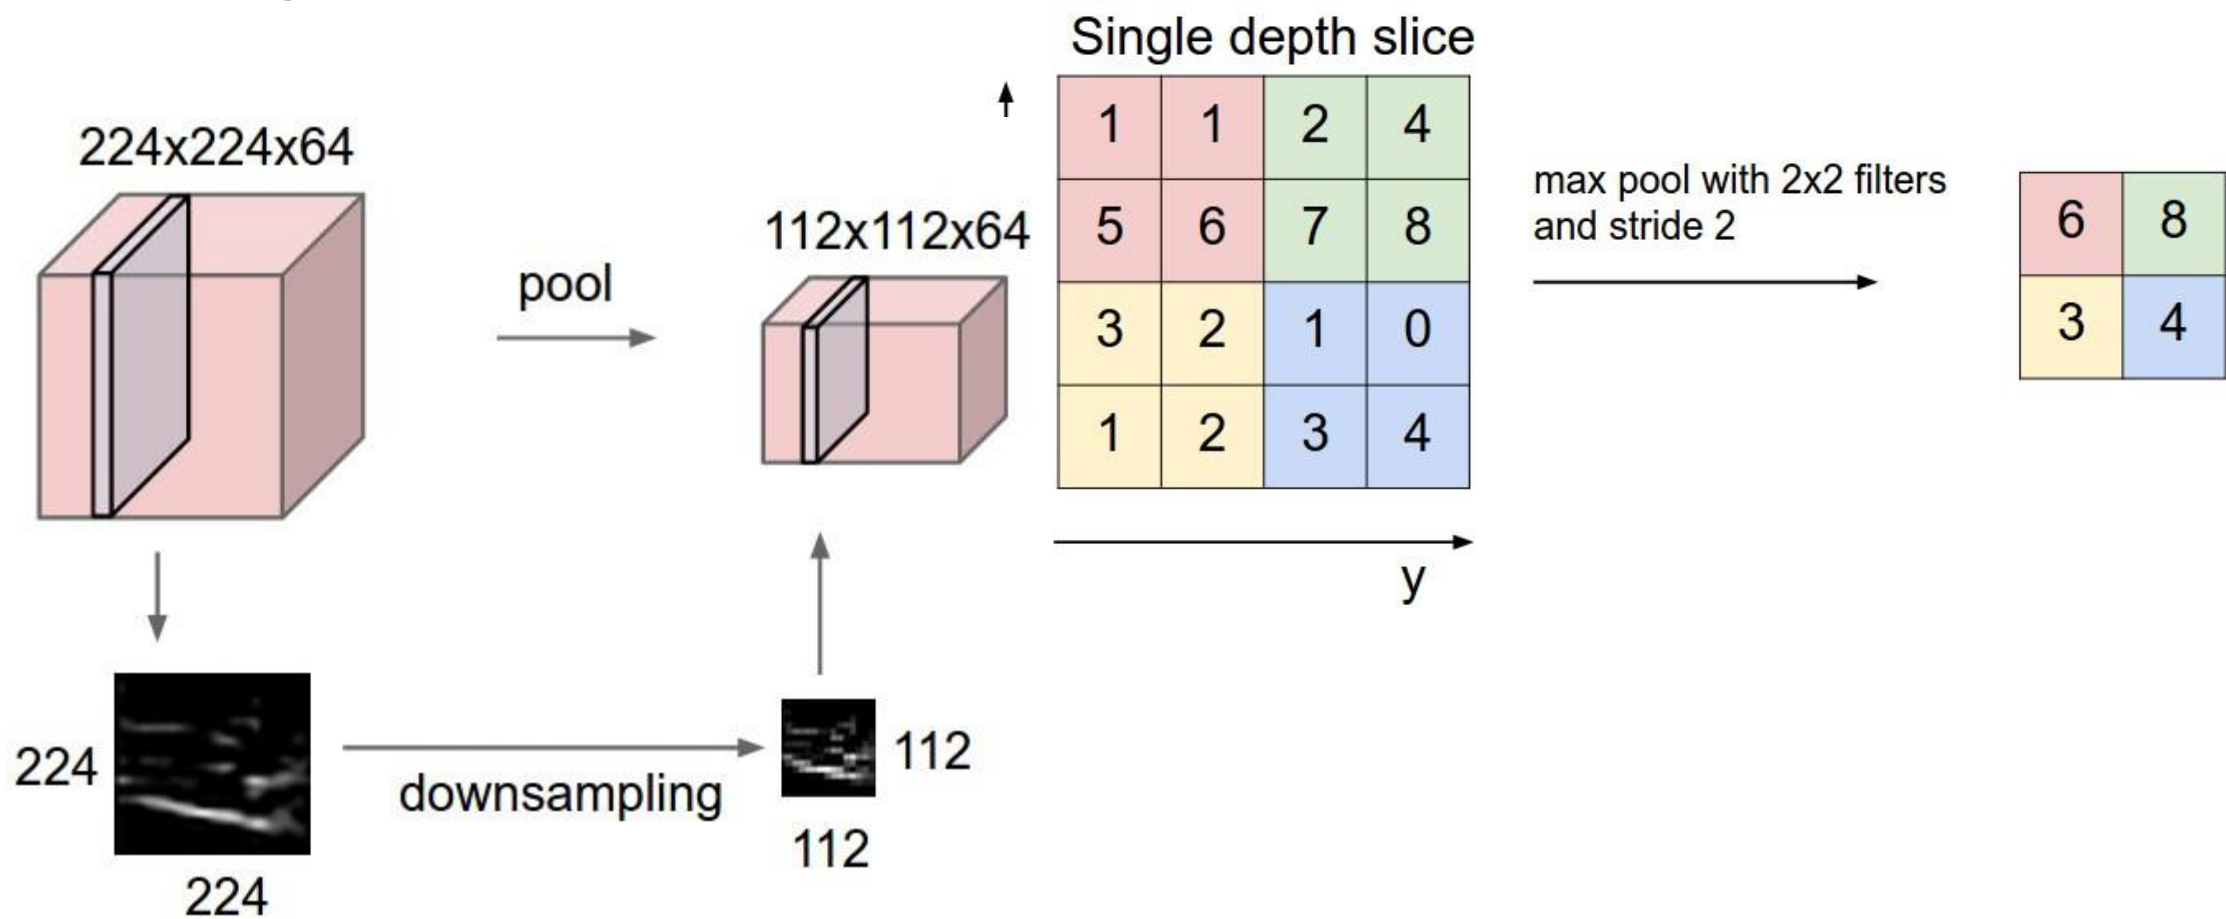 224x224x64
pool
112x112x64
224
224
downsampling
112
112
Single depth slice
1 1 2 4
5 6 7 8
3 2 1 0
1 2 3 4
y
max pool with 2x2 filters
and stride 2
6 8
3 4